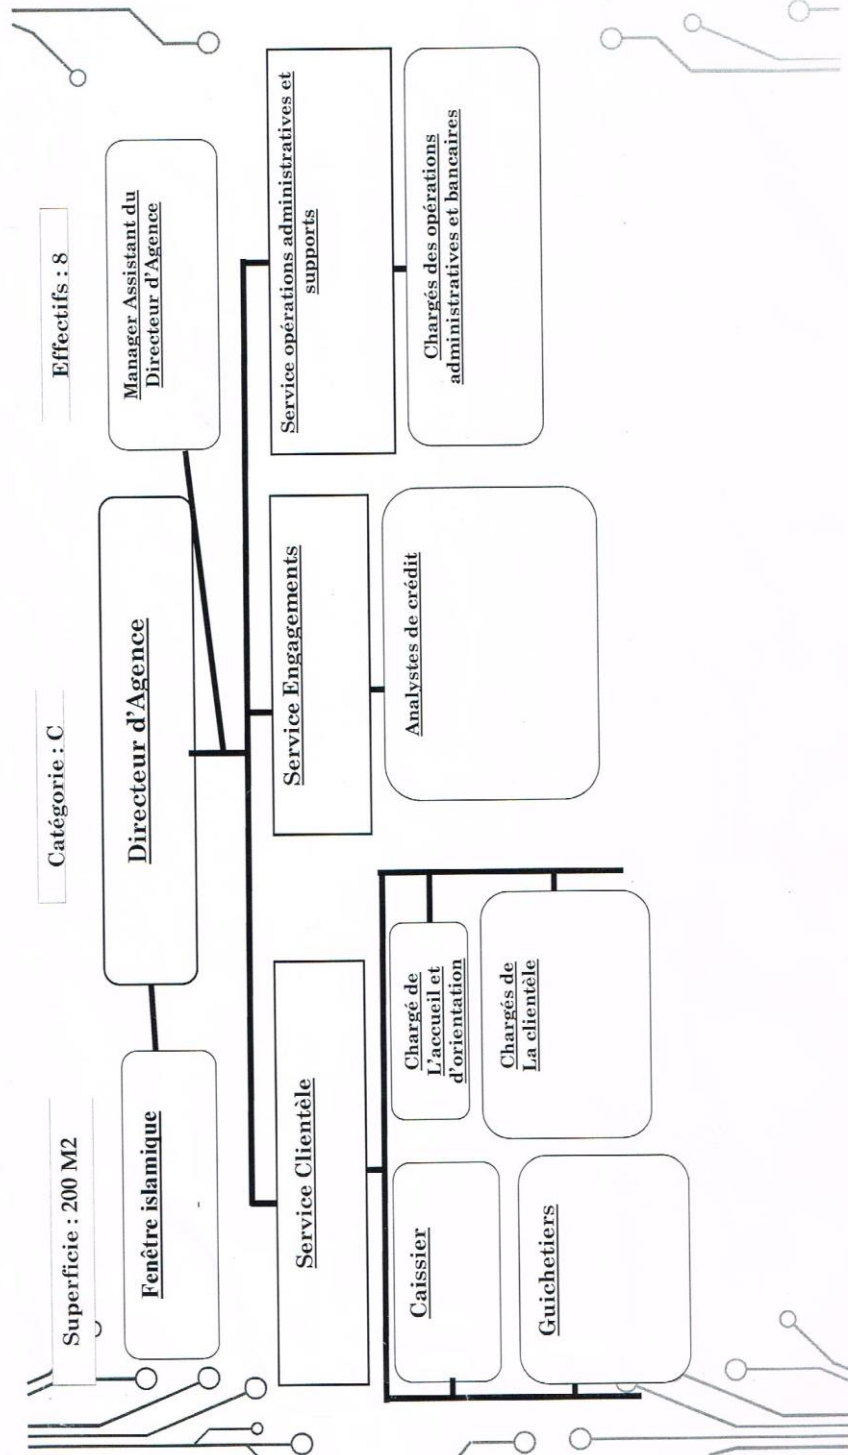 Superficie : 200 M2
Catégorie : C
Effectifs : 8
Fenêtre islamique
Directeur d'Agence
Manager Assistant du
Directeur d'Agence
Service Clientèle
Service Engagements
Service opérations administratives et
supports
Caissier
Chargé de
L'accueil et
d'orientation
Guichetiers
Chargés de
La clientèle
Analystes de crédit
Chargés des opérations
administratives et bancaires